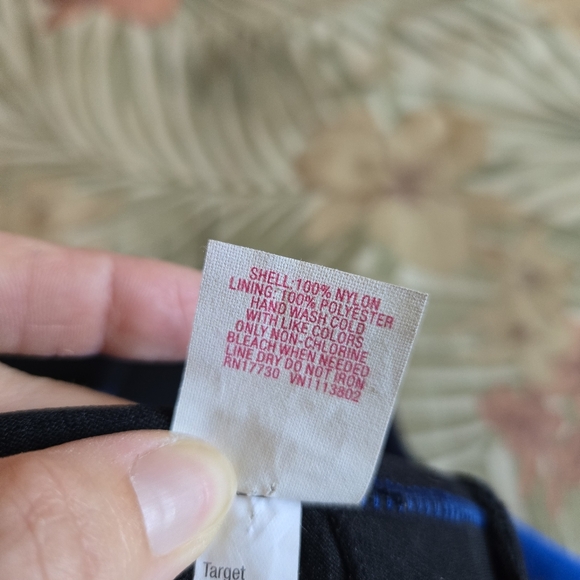 SHELL:100% NYLON
LINING: 100% POLYESTER
HAND WASH COLD
WITH LIKE COLORS
ONLY NON-CHLORINE
BLEACH WHEN NEEDED
LINE DRY DO NOT IRON
RN17730 VN1113802
Target